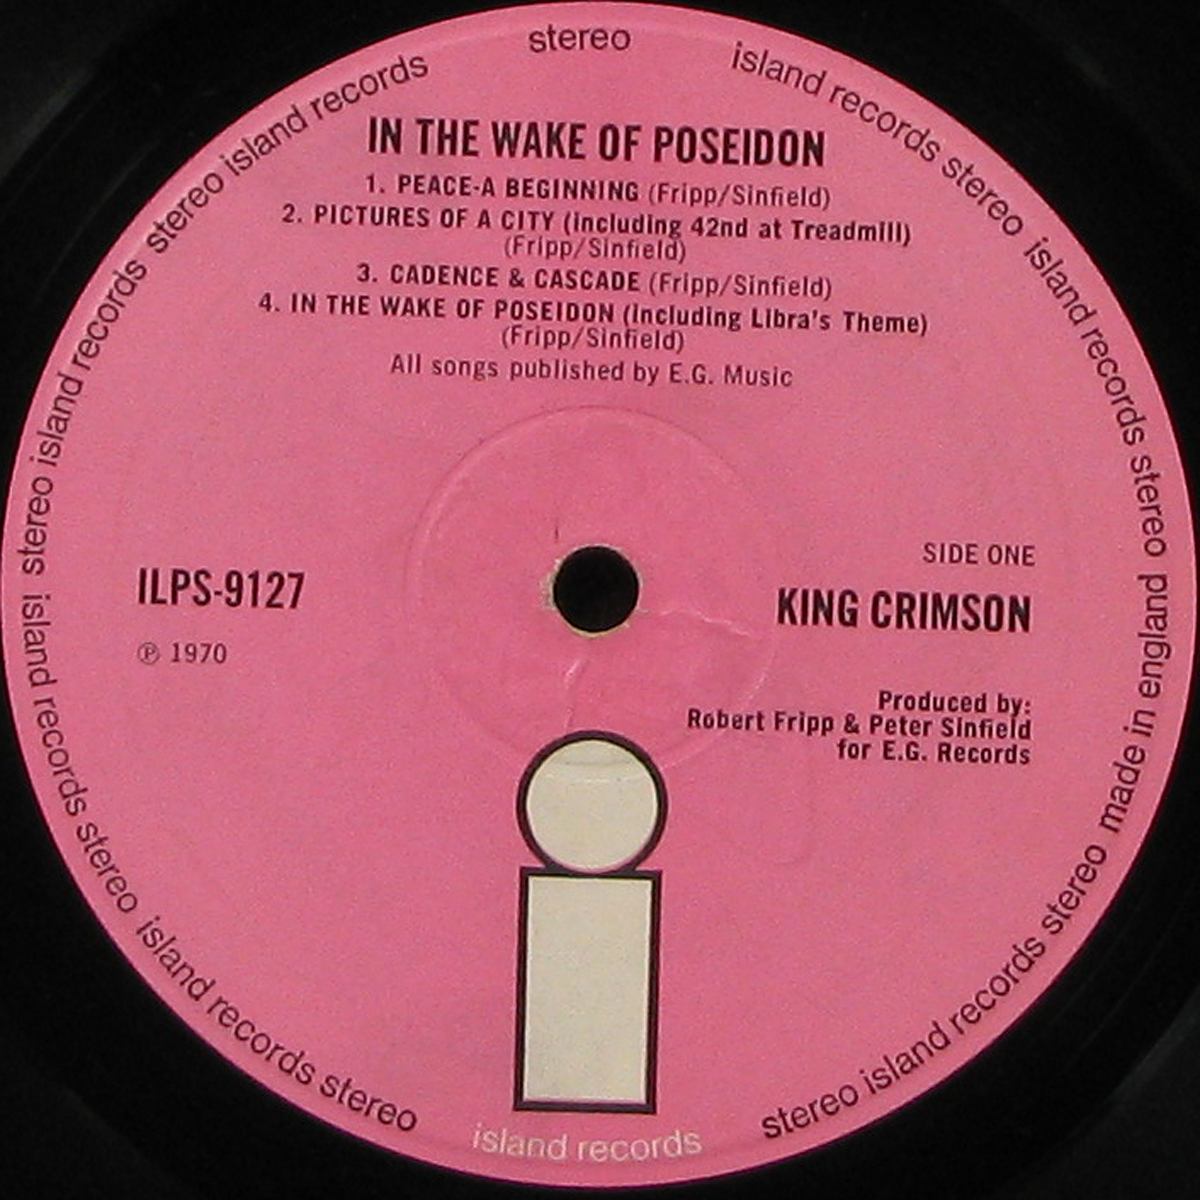 stereo
IN THE WAKE OF POSEIDON
1. PEACE-A BEGINNING (Fripp/Sinfield)
2. PICTURES OF A CITY (including 42nd at Treadmill)
(Fripp/Sinfield)
3. CADENCE & CASCADE (Fripp/Sinfield)
4. IN THE WAKE OF POSEIDON (including Libra's Theme)
(Fripp/Sinfield)
All songs published by E.G. Music
SIDE ONE
ILPS-9127
KING CRIMSON
℗ 1970
Produced by:
Robert Fripp & Peter Sinfield
for E.G. Records
island records
island records stereo island records stereo made in england
stereo island records stereo island records
island records stereo island records stereo
stereo island records